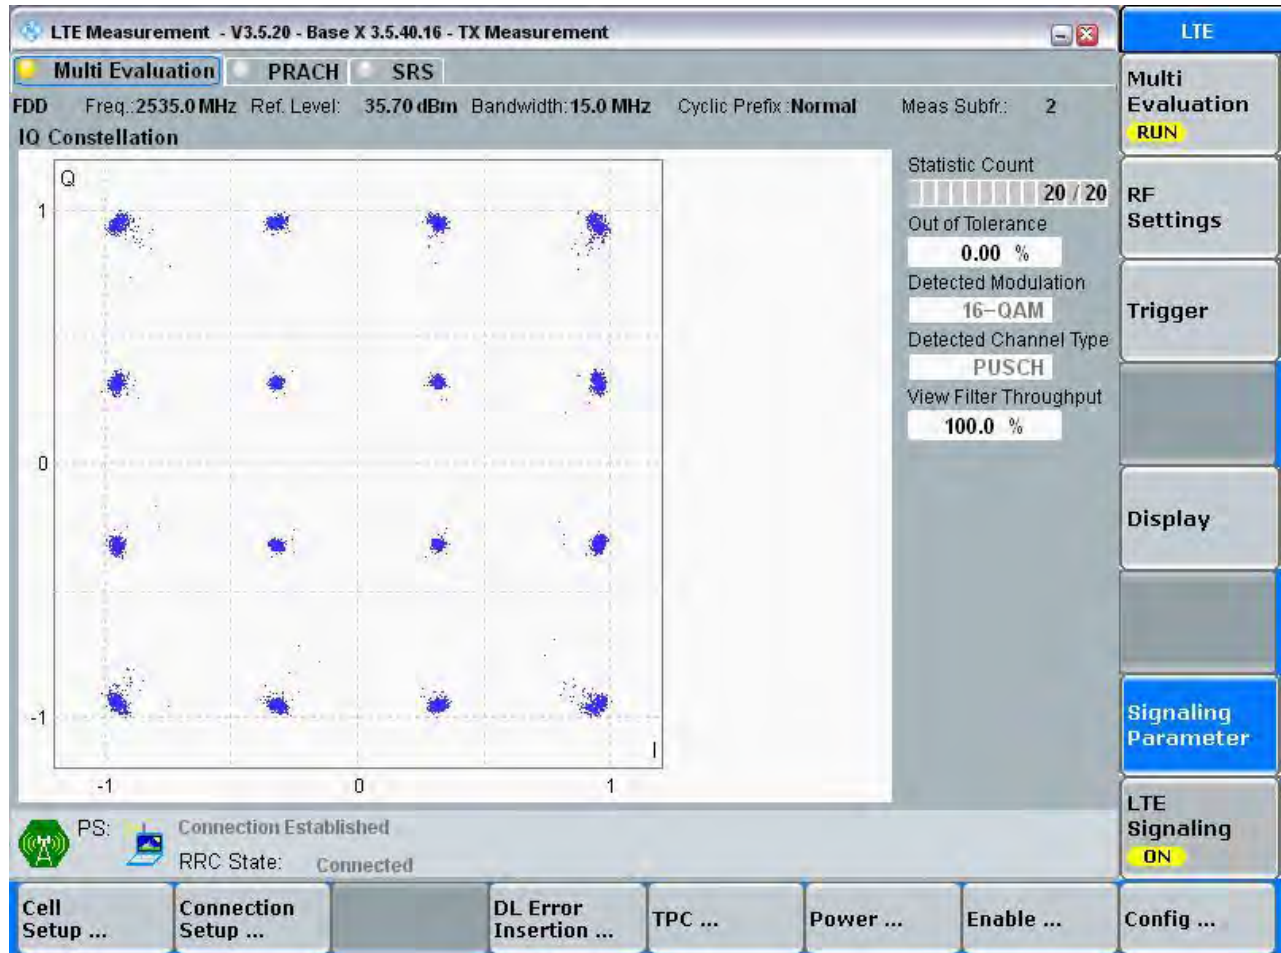 LTE Measurement - V3.5.20 - Base X 3.5.40.16 - TX Measurement
LTE
Multi Evaluation PRACH SRS
FDD Freq.:2535.0 MHz Ref. Level: 35.70 dBm Bandwidth:15.0 MHz Cyclic Prefix :Normal Meas Subfr.: 2
IQ Constellation
Q
1
0
-1
I
-1 0 1
Statistic Count
20 / 20
Out of Tolerance
0.00 %
Detected Modulation
16-QAM
Detected Channel Type
PUSCH
View Filter Throughput
100.0 %
Multi
Evaluation
RUN
RF
Settings
Trigger
Display
Signaling
Parameter
LTE
Signaling
ON
PS: Connection Established
RRC State: Connected
Cell
Setup ...
Connection
Setup ...
DL Error
Insertion ...
TPC ...
Power ...
Enable ...
Config ...